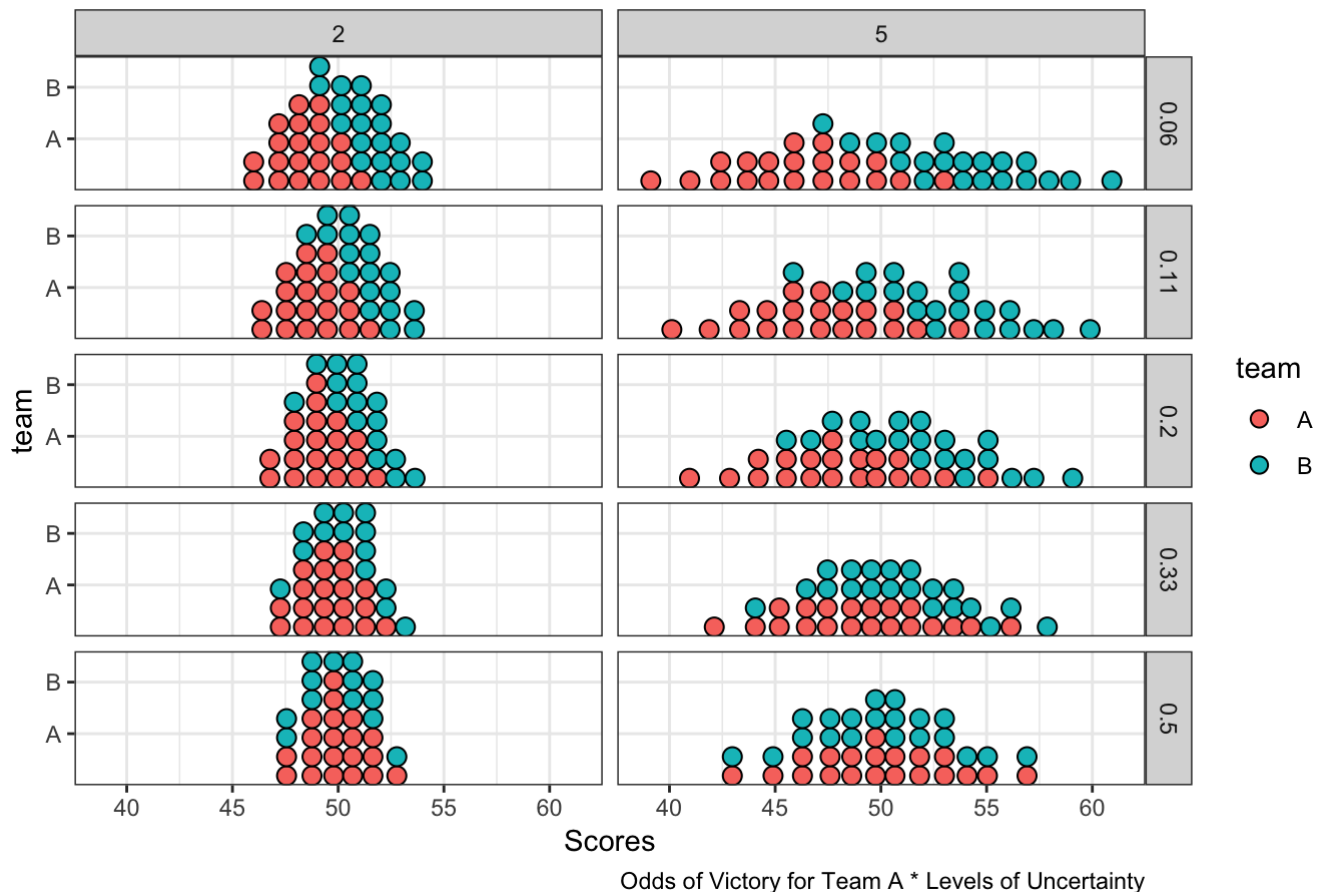 2 5
B
A
0.06
B
A
0.11
team
B
A
0.2
team
A
B
B
A
0.33
B
A
0.5
40 45 50 55 60 40 45 50 55 60
Scores
Odds of Victory for Team A * Levels of Uncertainty